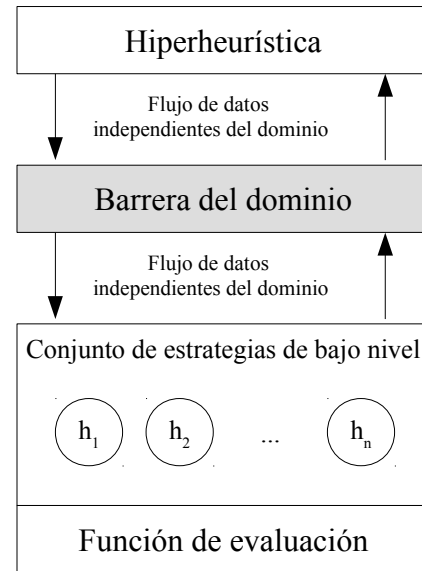 Hiperheurística
Flujo de datos
independientes del dominio
Barrera del dominio
Flujo de datos
independientes del dominio
Conjunto de estrategias de bajo nivel
h1 h2 ... hn
Función de evaluación